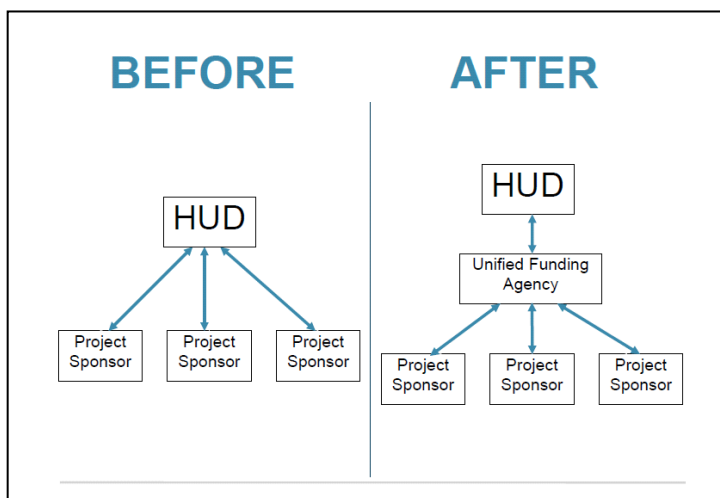 BEFORE
HUD
Project
Sponsor
Project
Sponsor
Project
Sponsor
AFTER
HUD
Unified Funding
Agency
Project
Sponsor
Project
Sponsor
Project
Sponsor